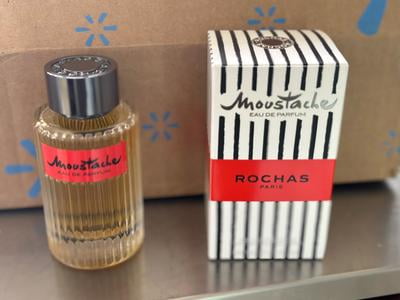 Moustache
EAU DE PARFUM
Moustache
EAU DE PARFUM
ROCHAS
PARIS